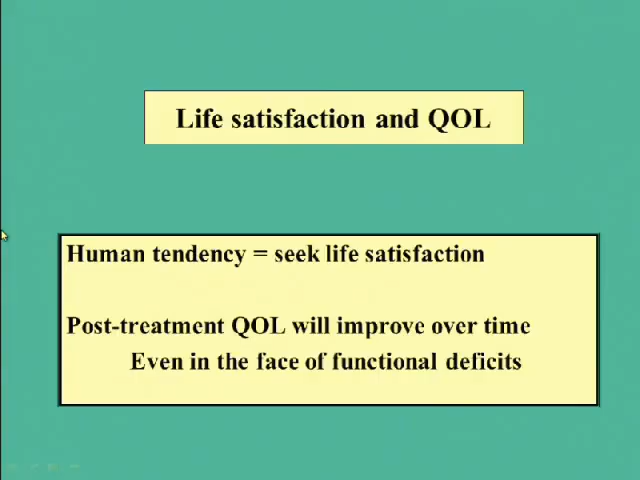 Life satisfaction and QOL
Human tendency = seek life satisfaction
Post-treatment QOL will improve over time
Even in the face of functional deficits